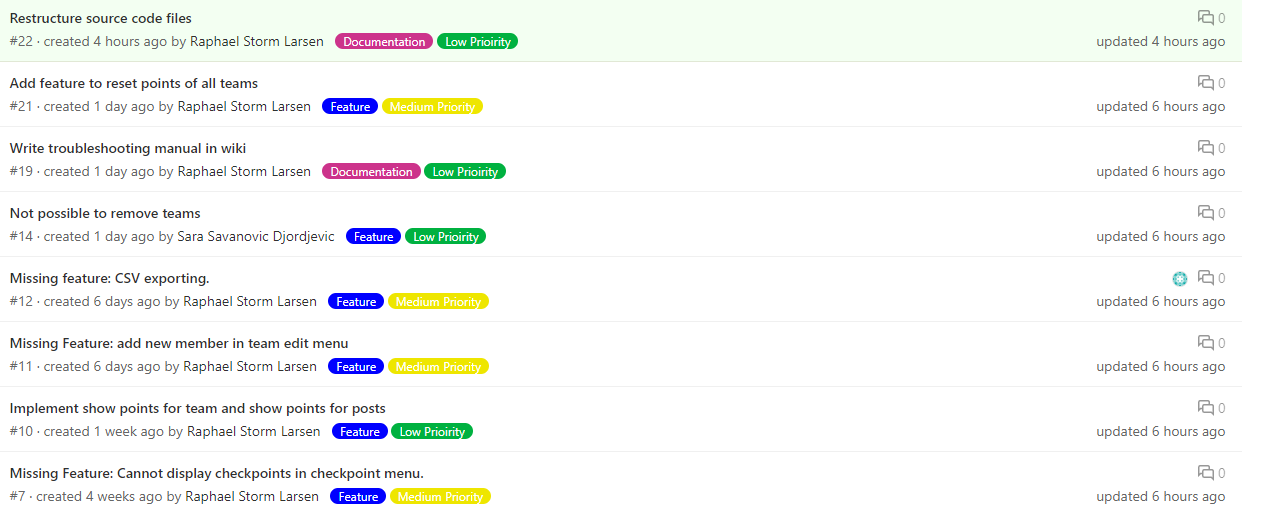 Restructure source code files
0
#22 · created 4 hours ago by Raphael Storm Larsen Documentation Low Prioirity
updated 4 hours ago
Add feature to reset points of all teams
0
#21 · created 1 day ago by Raphael Storm Larsen Feature Medium Priority
updated 6 hours ago
Write troubleshooting manual in wiki
0
#19 · created 1 day ago by Raphael Storm Larsen Documentation Low Prioirity
updated 6 hours ago
Not possible to remove teams
0
#14 · created 1 day ago by Sara Savanovic Djordjevic Feature Low Prioirity
updated 6 hours ago
Missing feature: CSV exporting.
0
#12 · created 6 days ago by Raphael Storm Larsen Feature Medium Priority
updated 6 hours ago
Missing Feature: add new member in team edit menu
0
#11 · created 6 days ago by Raphael Storm Larsen Feature Medium Priority
updated 6 hours ago
Implement show points for team and show points for posts
0
#10 · created 1 week ago by Raphael Storm Larsen Feature Low Prioirity
updated 6 hours ago
Missing Feature: Cannot display checkpoints in checkpoint menu.
0
#7 · created 4 weeks ago by Raphael Storm Larsen Feature Medium Priority
updated 6 hours ago